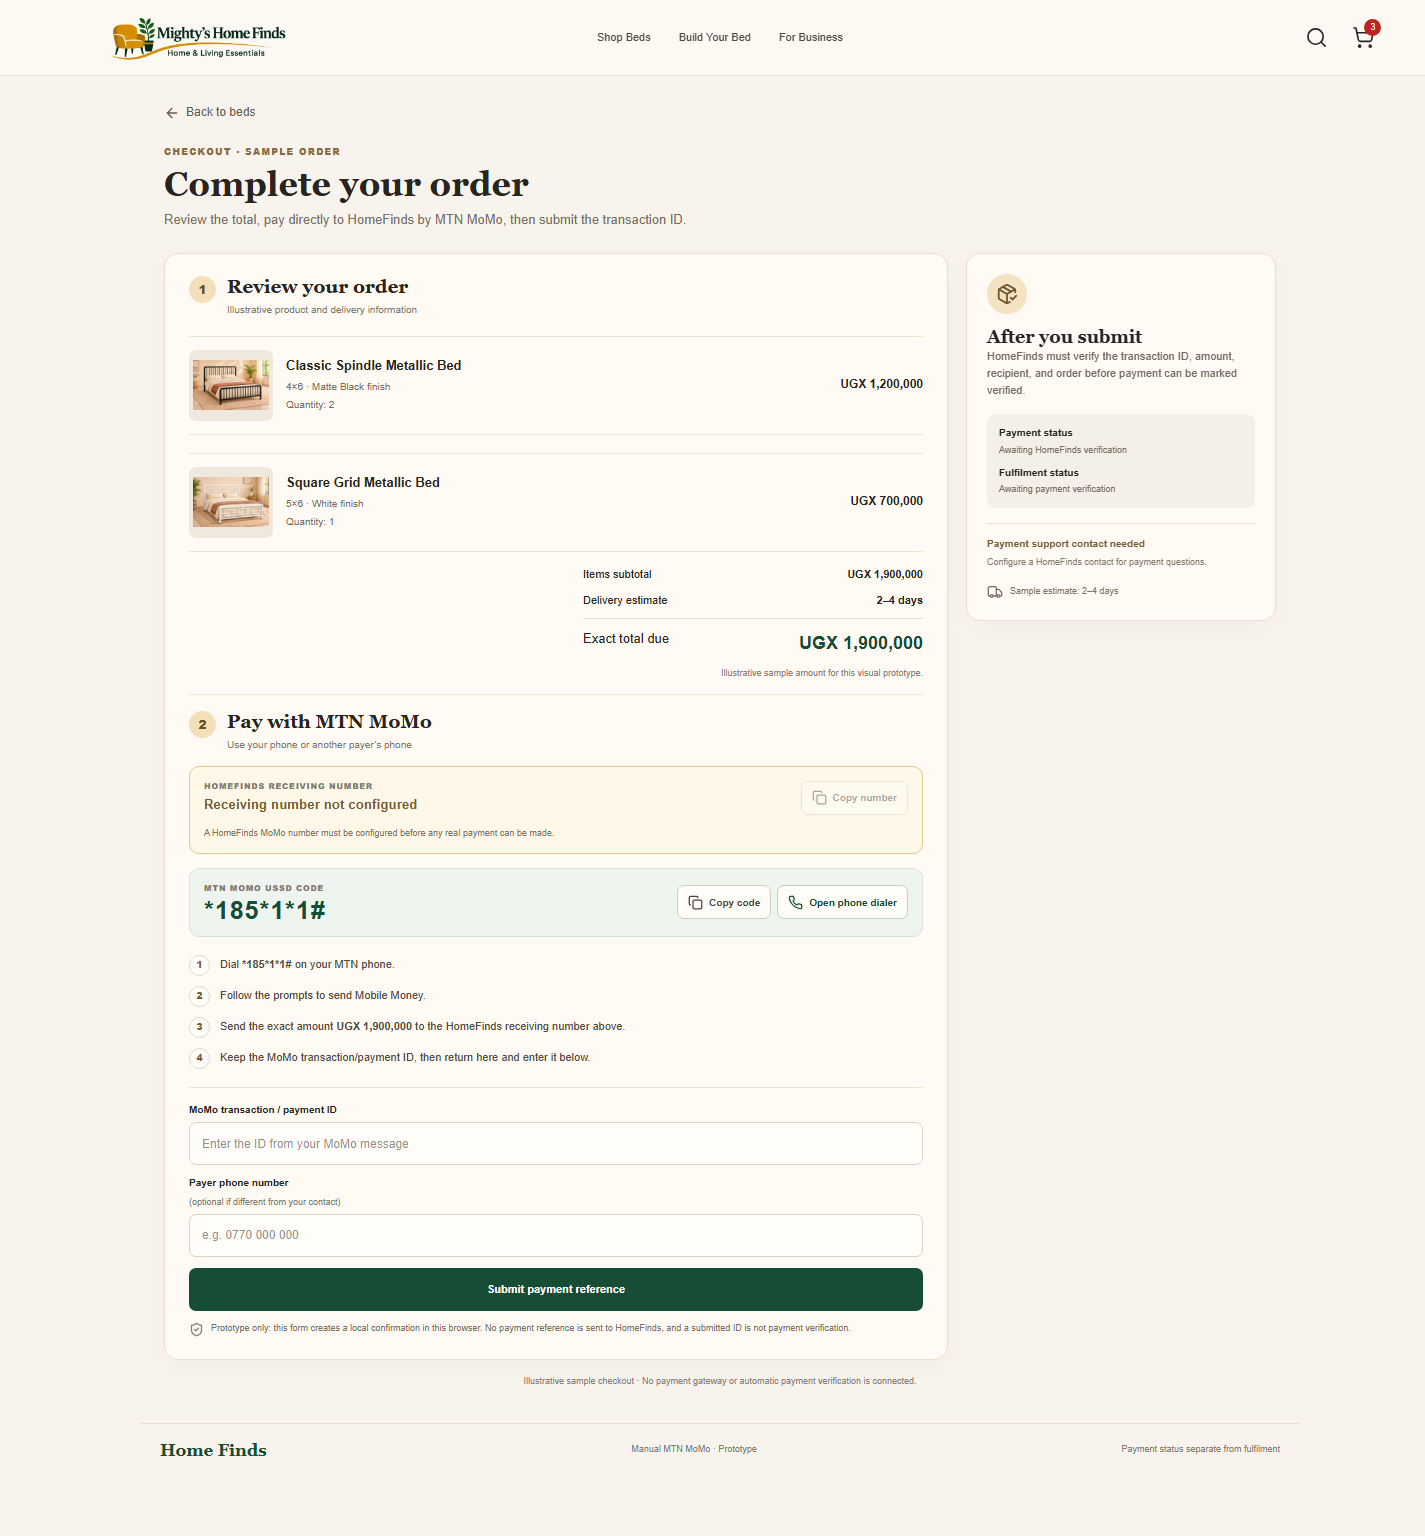 Mighty's Home Finds
Home & Living Essentials
Shop Beds
Build Your Bed
For Business
3
Back to beds
CHECKOUT · SAMPLE ORDER
Complete your order
Review the total, pay directly to HomeFinds by MTN MoMo, then submit the transaction ID.
1
Review your order
Illustrative product and delivery information
Classic Spindle Metallic Bed
4×6 · Matte Black finish
Quantity: 2
UGX 1,200,000
Square Grid Metallic Bed
5×6 · White finish
Quantity: 1
UGX 700,000
Items subtotal
UGX 1,900,000
Delivery estimate
2–4 days
Exact total due
UGX 1,900,000
Illustrative sample amount for this visual prototype.
2
Pay with MTN MoMo
Use your phone or another payer's phone
HOMEFINDS RECEIVING NUMBER
Receiving number not configured
Copy number
A HomeFinds MoMo number must be configured before any real payment can be made.
MTN MOMO USSD CODE
*185*1*1#
Copy code
Open phone dialer
1
Dial *185*1*1# on your MTN phone.
2
Follow the prompts to send Mobile Money.
3
Send the exact amount UGX 1,900,000 to the HomeFinds receiving number above.
4
Keep the MoMo transaction/payment ID, then return here and enter it below.
MoMo transaction / payment ID
Enter the ID from your MoMo message
Payer phone number
(optional if different from your contact)
e.g. 0770 000 000
Submit payment reference
Prototype only: this form creates a local confirmation in this browser. No payment reference is sent to HomeFinds, and a submitted ID is not payment verification.
After you submit
HomeFinds must verify the transaction ID, amount,
recipient, and order before payment can be marked
verified.
Payment status
Awaiting HomeFinds verification
Fulfilment status
Awaiting payment verification
Payment support contact needed
Configure a HomeFinds contact for payment questions.
Sample estimate: 2–4 days
Illustrative sample checkout · No payment gateway or automatic payment verification is connected.
Home Finds
Manual MTN MoMo · Prototype
Payment status separate from fulfilment